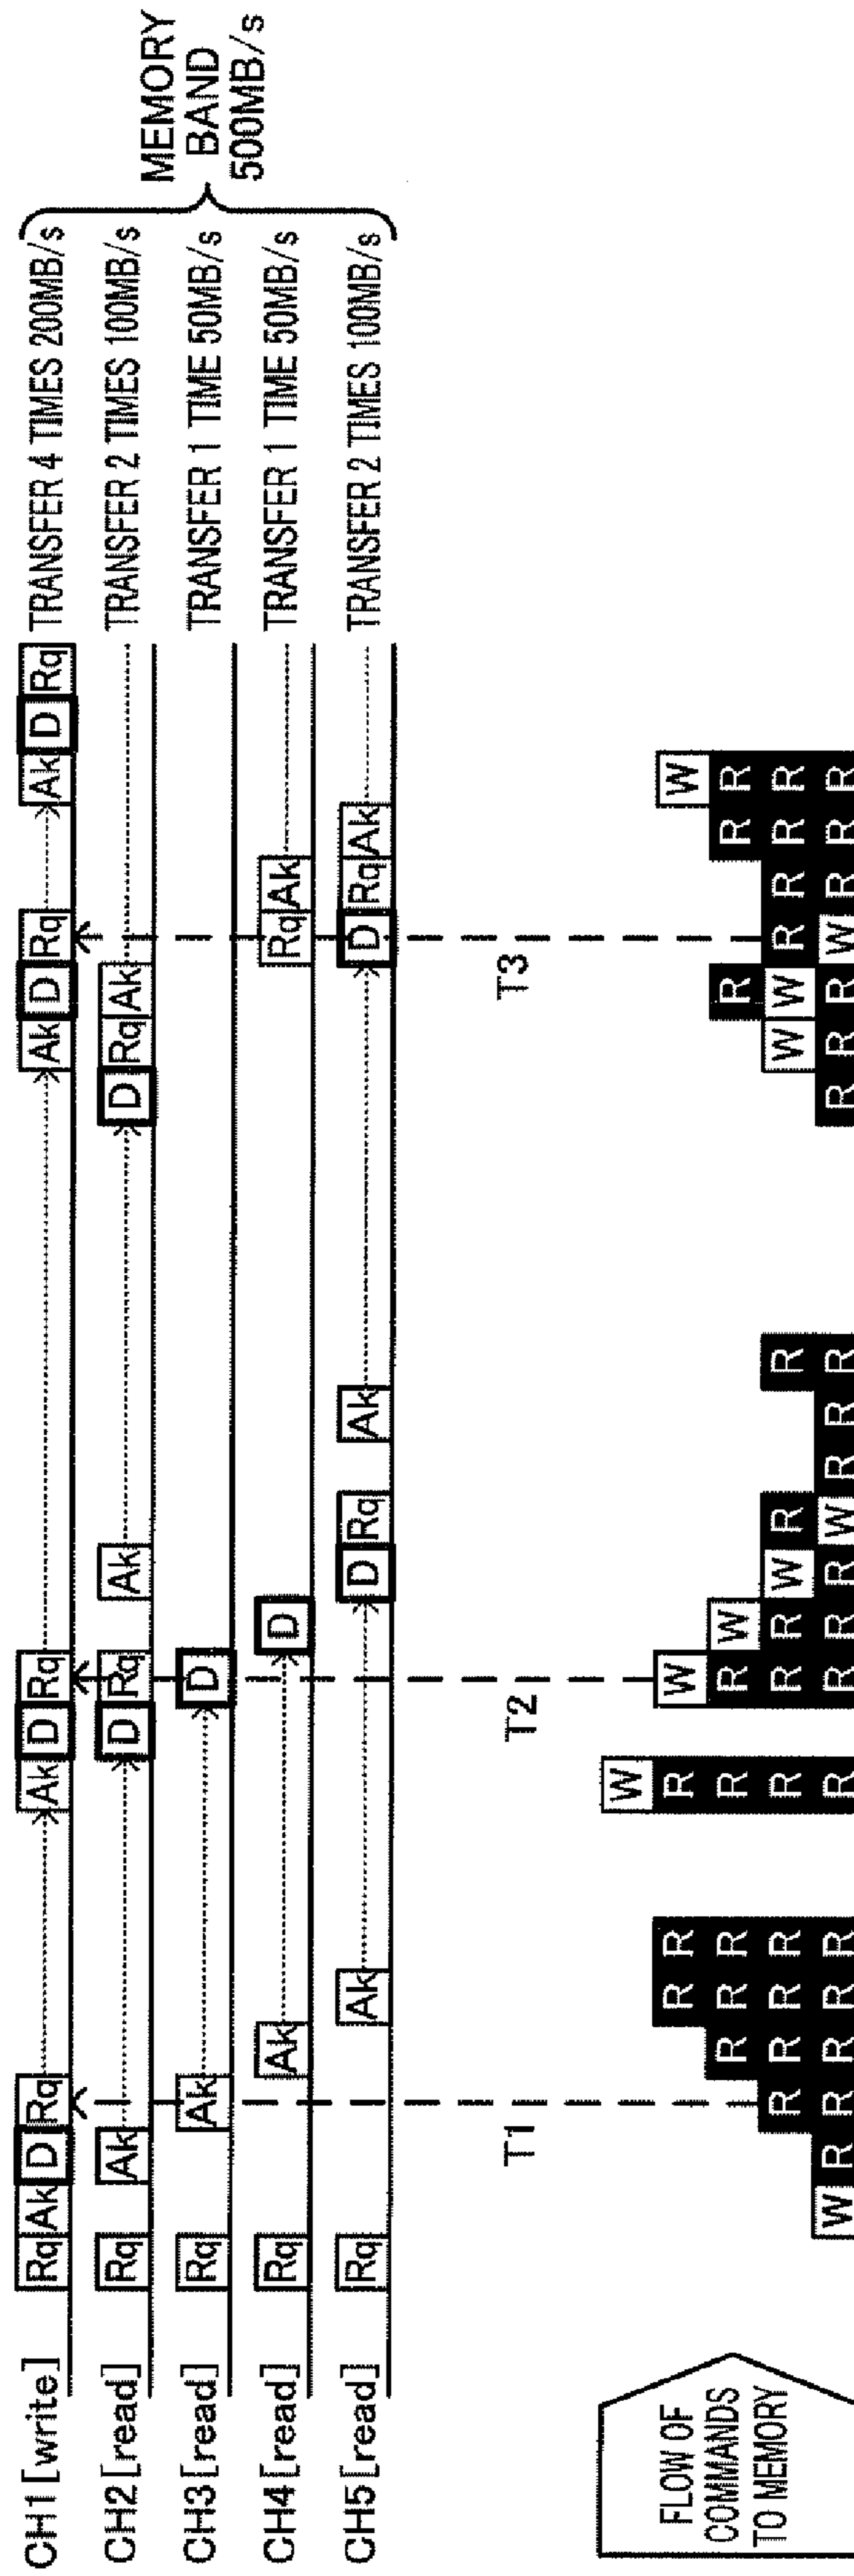 CH1 [write] Rq Ak D Rq Ak D Rq Ak D Rq Ak D Rq TRANSFER 4 TIMES 200MB/s
CH2 [read] Rq Ak D Rq Ak D Rq Ak TRANSFER 2 TIMES 100MB/s
CH3 [read] Rq Ak D TRANSFER 1 TIME 50MB/s
CH4 [read] Rq Ak D Rq Ak TRANSFER 1 TIME 50MB/s
CH5 [read] Rq Ak D Rq Ak D Rq Ak TRANSFER 2 TIMES 100MB/s
MEMORY
BAND
500MB/s
T1 T2 T3
FLOW OF
COMMANDS
TO MEMORY
W
R R R W W
R R R R R W R R R
R R R R R R R W R R W W R R R R
W R R R R R R R R R W R R R R R R W R R R